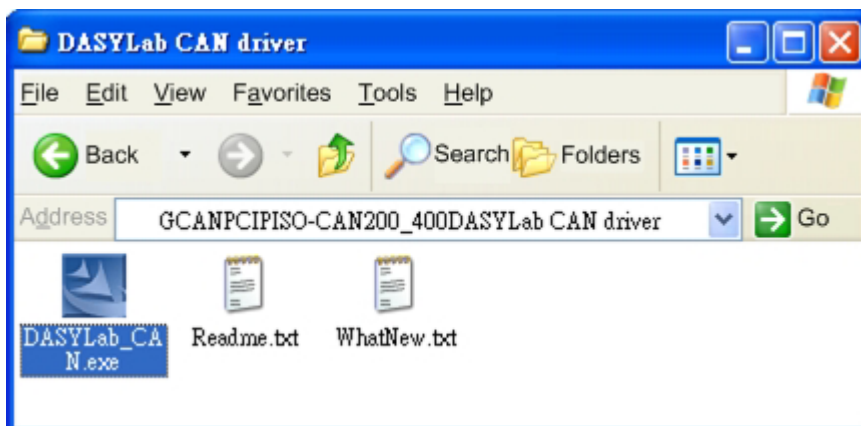 DASYLab CAN driver
File Edit View Favorites Tools Help
Back Search Folders
Address GCANPCIPISO-CAN200_400DASYLab CAN driver Go
DASYLab_CA Readme.txt WhatNew.txt
N.exe